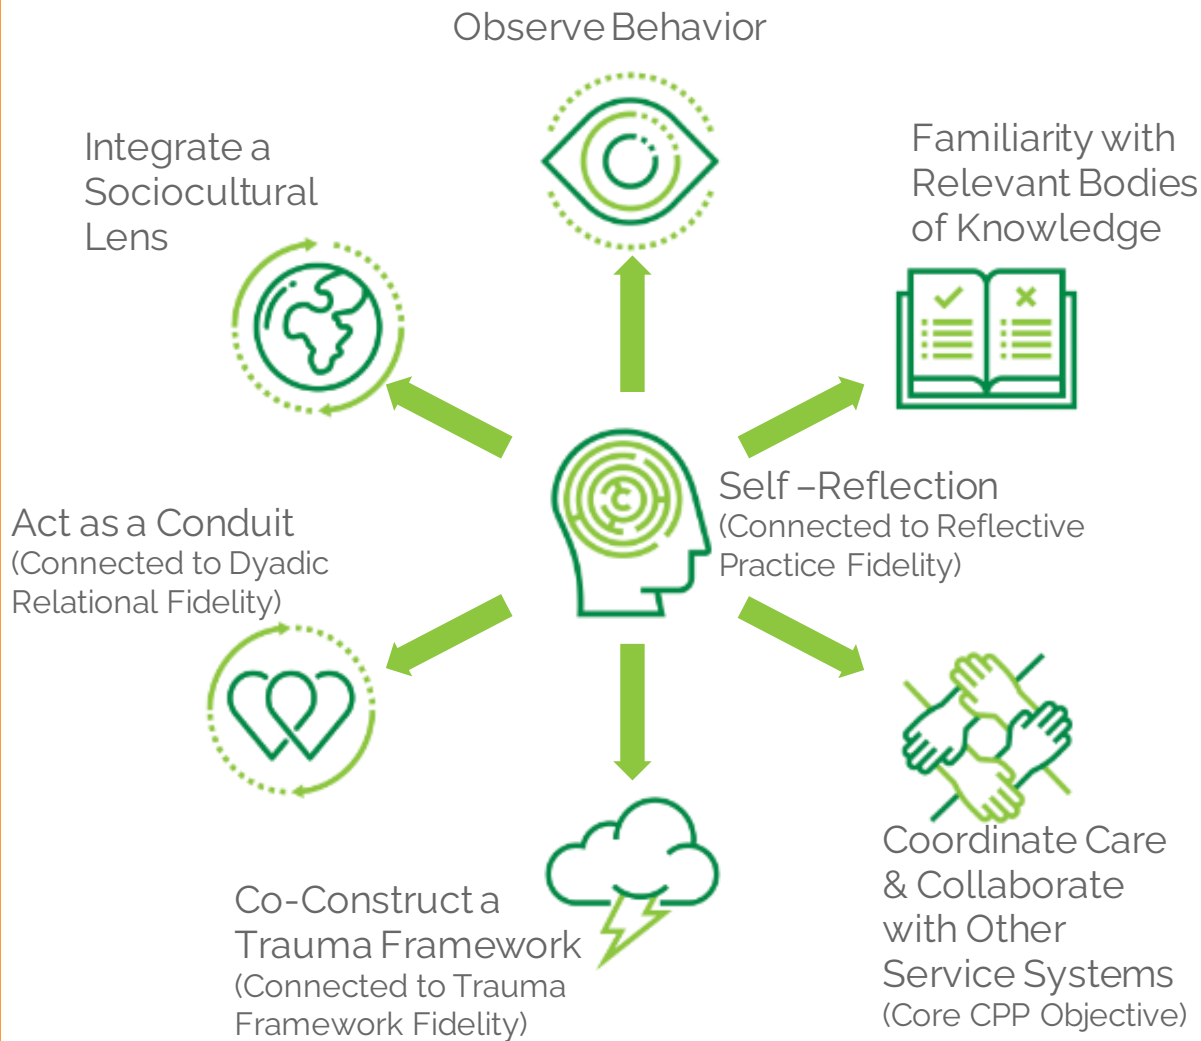 Observe Behavior
Integrate a
Sociocultural
Lens
Familiarity with
Relevant Bodies
of Knowledge
Self –Reflection
(Connected to Reflective
Practice Fidelity)
Act as a Conduit
(Connected to Dyadic
Relational Fidelity)
Co-Construct a
Trauma Framework
(Connected to Trauma
Framework Fidelity)
Coordinate Care
& Collaborate
with Other
Service Systems
(Core CPP Objective)